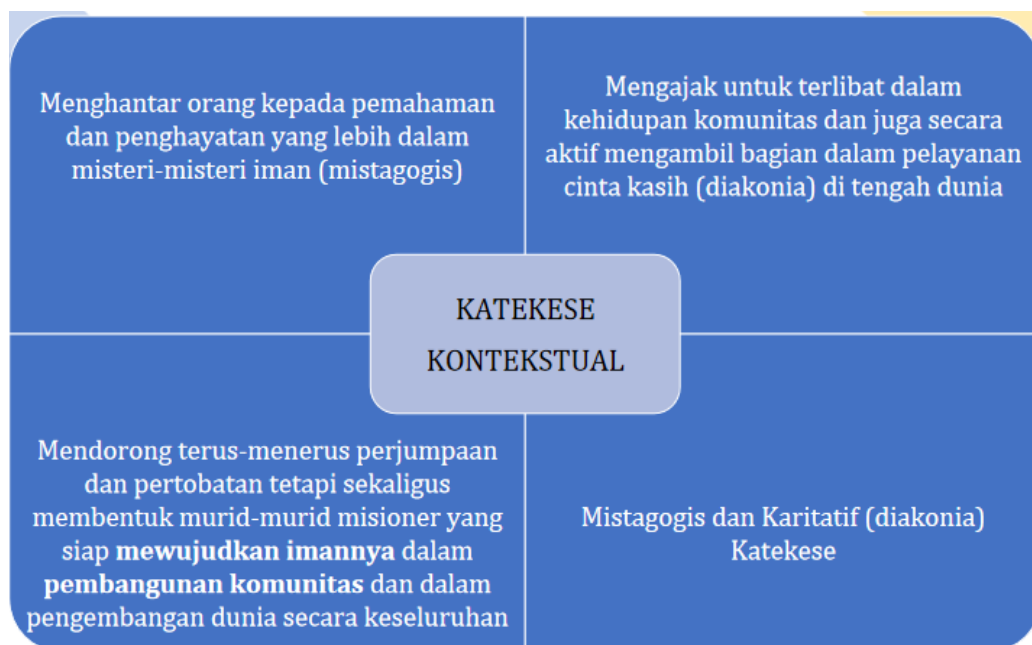 Menghantar orang kepada pemahaman
dan penghayatan yang lebih dalam
misteri-misteri iman (mistagogis)
Mengajak untuk terlibat dalam
kehidupan komunitas dan juga secara
aktif mengambil bagian dalam pelayanan
cinta kasih (diakonia) di tengah dunia
KATEKESE
KONTEKSTUAL
Mendorong terus-menerus perjumpaan
dan pertobatan tetapi sekaligus
membentuk murid-murid misioner yang
siap mewujudkan imannya dalam
pembangunan komunitas dan dalam
pengembangan dunia secara keseluruhan
Mistagogis dan Karitatif (diakonia)
Katekese